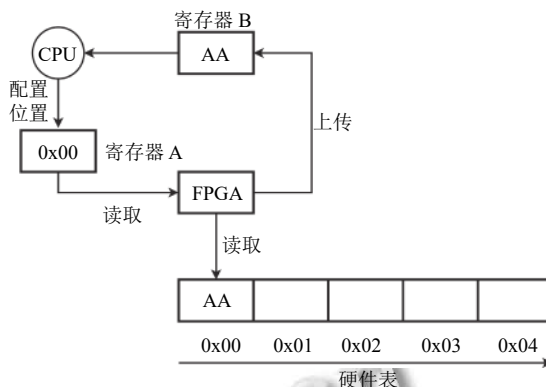 寄存器 B
CPU
AA
配置
位置
上传
0x00
寄存器 A
FPGA
读取
读取
AA
0x00 0x01 0x02 0x03 0x04
硬件表